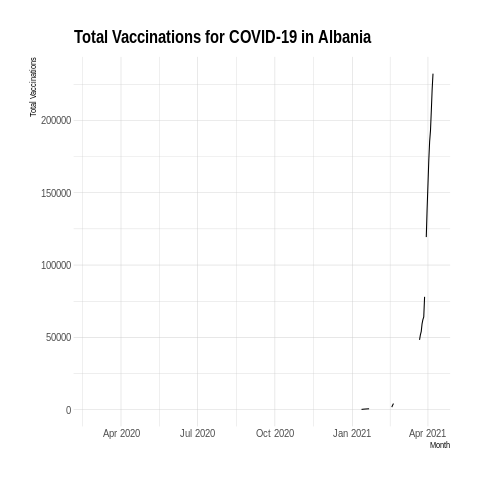 Total Vaccinations for COVID-19 in Albania
Total Vaccinations
200000
150000
100000
50000
0
Apr 2020 Jul 2020 Oct 2020 Jan 2021 Apr 2021
Month